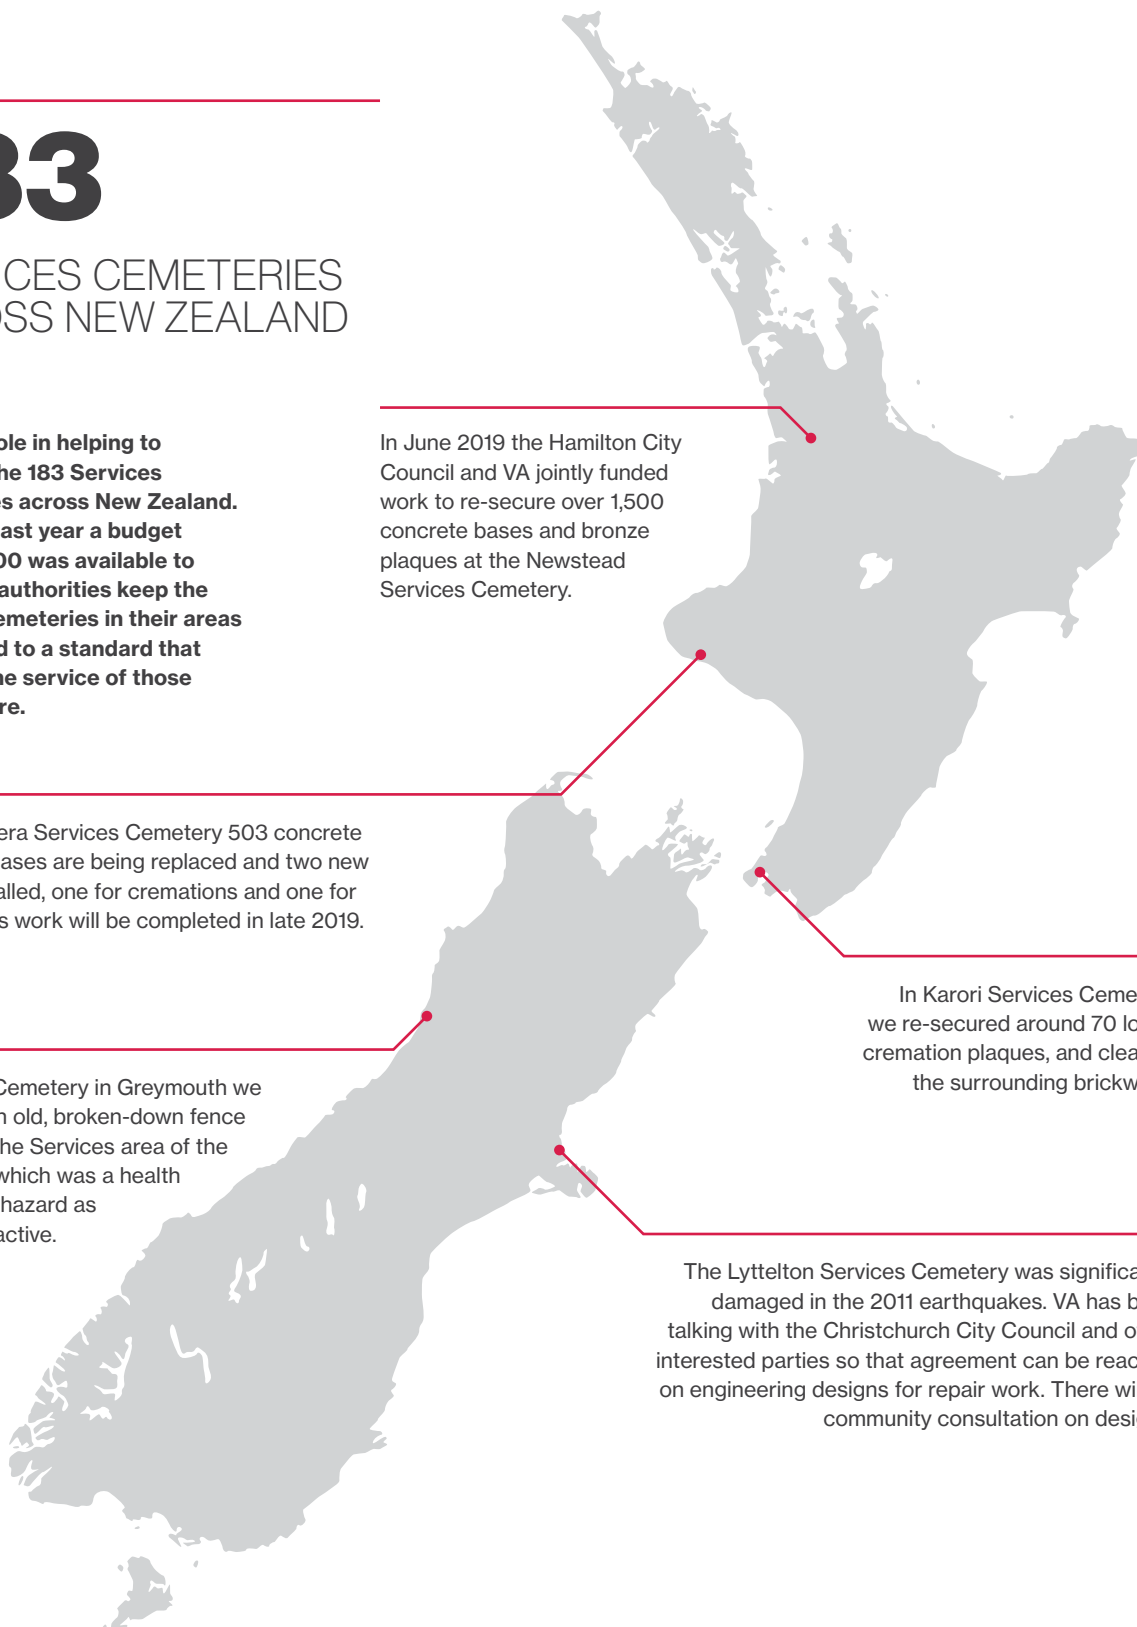 83
ICES CEMETERIES
OSS NEW ZEALAND
ole in helping to
he 183 Services
es across New Zealand.
ast year a budget
00 was available to
authorities keep the
emeteries in their areas
d to a standard that
he service of those
re.
In June 2019 the Hamilton City
Council and VA jointly funded
work to re-secure over 1,500
concrete bases and bronze
plaques at the Newstead
Services Cemetery.
era Services Cemetery 503 concrete
ases are being replaced and two new
alled, one for cremations and one for
s work will be completed in late 2019.
In Karori Services Ceme
we re-secured around 70 lo
cremation plaques, and clea
the surrounding brickw
Cemetery in Greymouth we
n old, broken-down fence
he Services area of the
which was a health
hazard as
active.
The Lyttelton Services Cemetery was significa
damaged in the 2011 earthquakes. VA has b
talking with the Christchurch City Council and o
interested parties so that agreement can be reac
on engineering designs for repair work. There wi
community consultation on desi